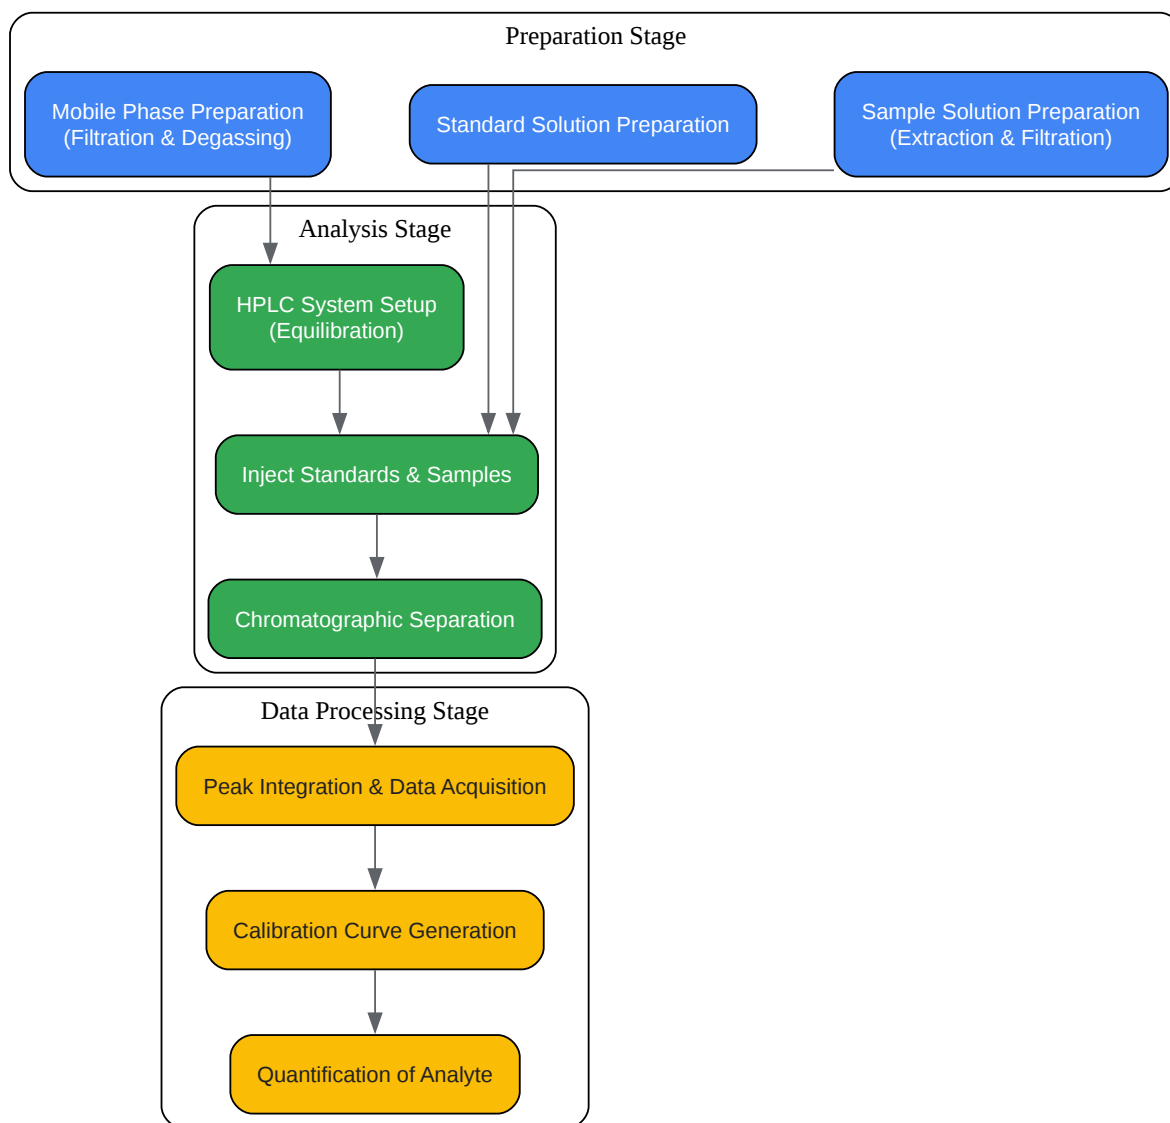 Preparation Stage
Mobile Phase Preparation
(Filtration & Degassing)
Standard Solution Preparation
Sample Solution Preparation
(Extraction & Filtration)
Analysis Stage
HPLC System Setup
(Equilibration)
Inject Standards & Samples
Chromatographic Separation
Data Processing Stage
Peak Integration & Data Acquisition
Calibration Curve Generation
Quantification of Analyte